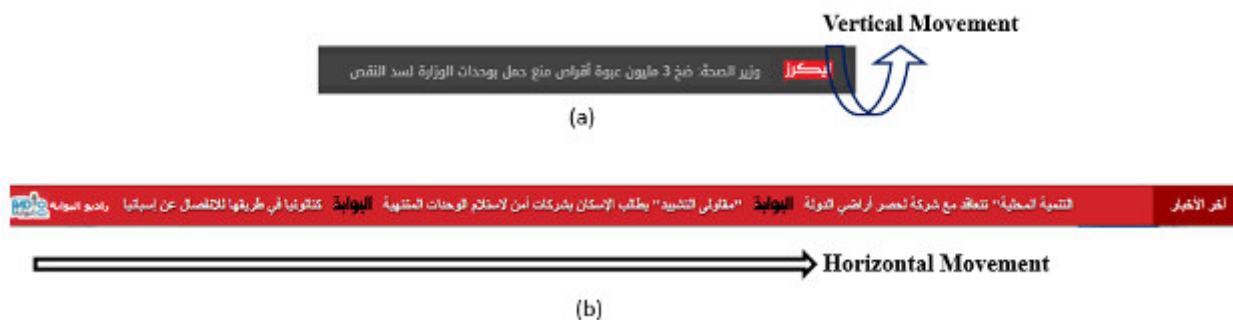 Vertical Movement
تيكرز وزير الصحة: ضخ 3 مليون عبوة أقراص منع حمل بوحدات الوزارة لسد النقص
(a)
آخر الأخبار التنمية المحلية" تتعاقد مع شركة لحصر أراضي الدولة البوابة "مقاولي التشييد" يطالب الإسكان بشركات أمن لاستلام الوحدات المنتهية البوابة كتالونيا في طريقها للانفصال عن إسبانيا راديو البوابة
Horizontal Movement
(b)